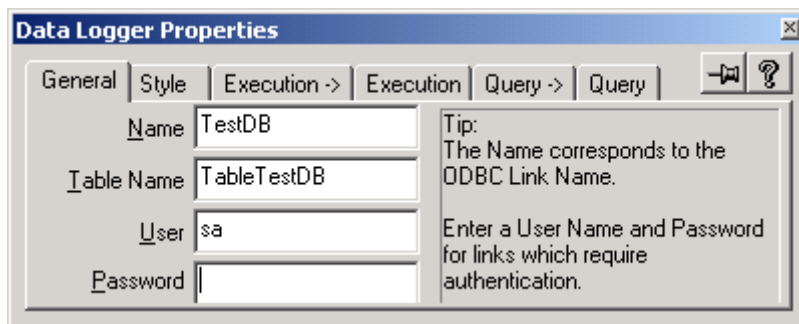 Data Logger Properties
General Style Execution -> Execution Query -> Query
Name TestDB
Table Name TableTestDB
User sa
Password
Tip:
The Name corresponds to the
ODBC Link Name.
Enter a User Name and Password
for links which require
authentication.